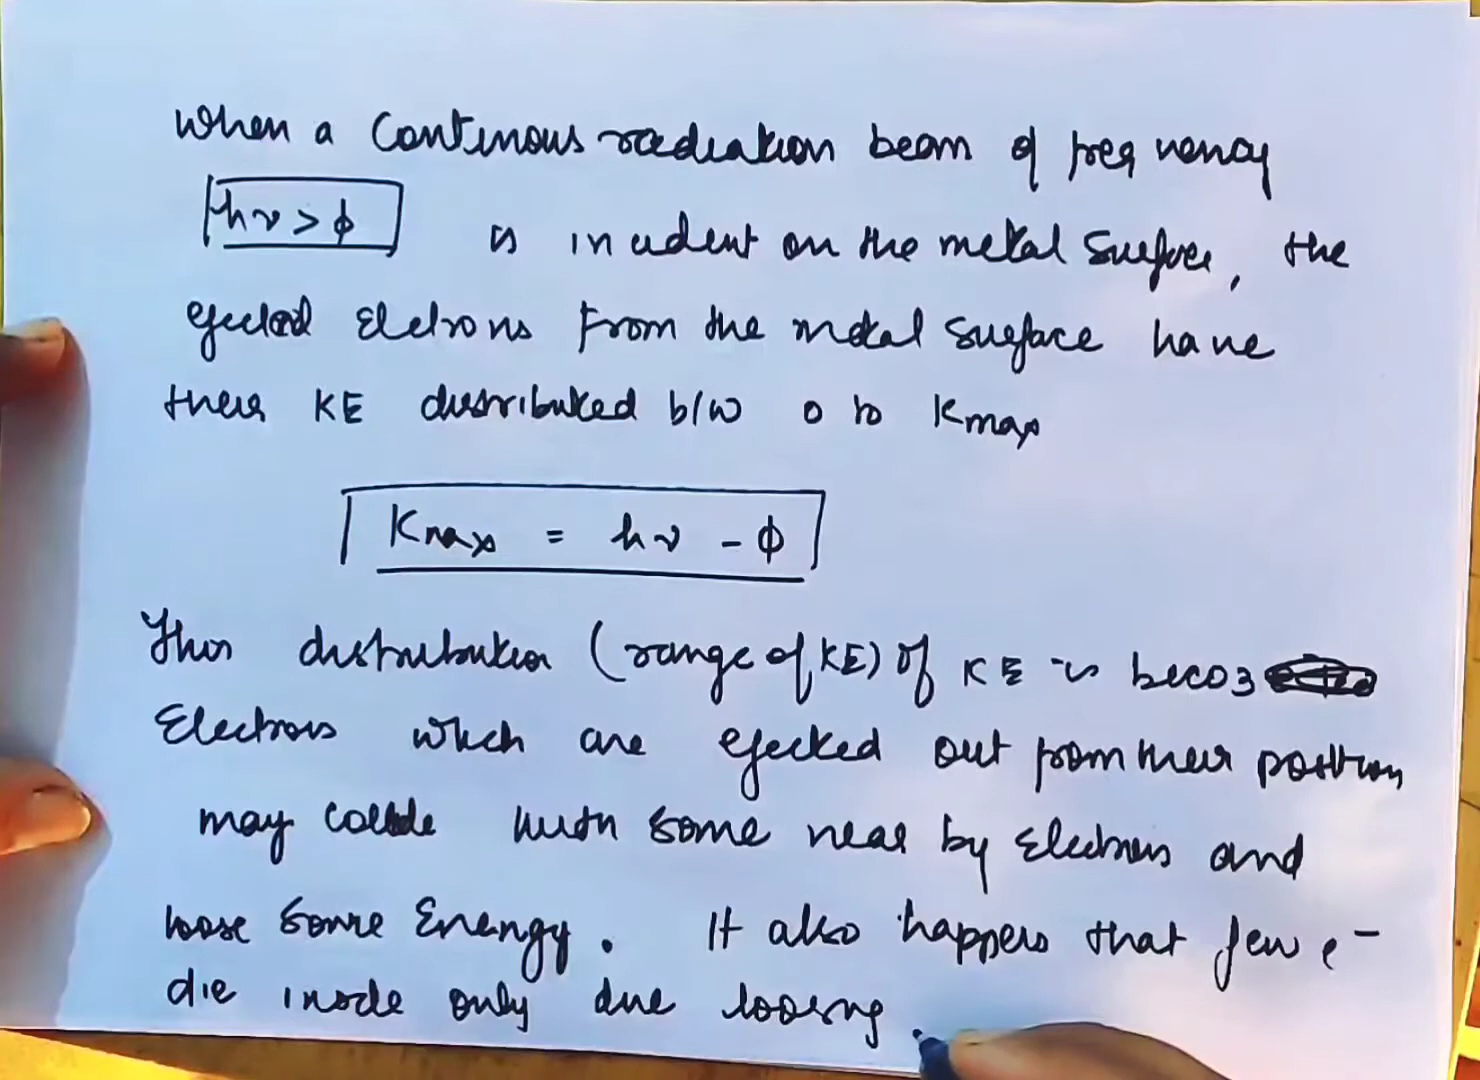 When a Continous radiation beam of frequency
hν > ϕ is incident on the metal surface, the
ejected Eletrons from the metal surface have
their KE distributed b/w 0 to Kmax
Kmax = hν - ϕ
This distribution (range of KE) of KE is becoz
Electrons which are ejected out from their position
may collide with some near by electrons and
loose some Energy. It also happens that few e-
die inside only due loosing